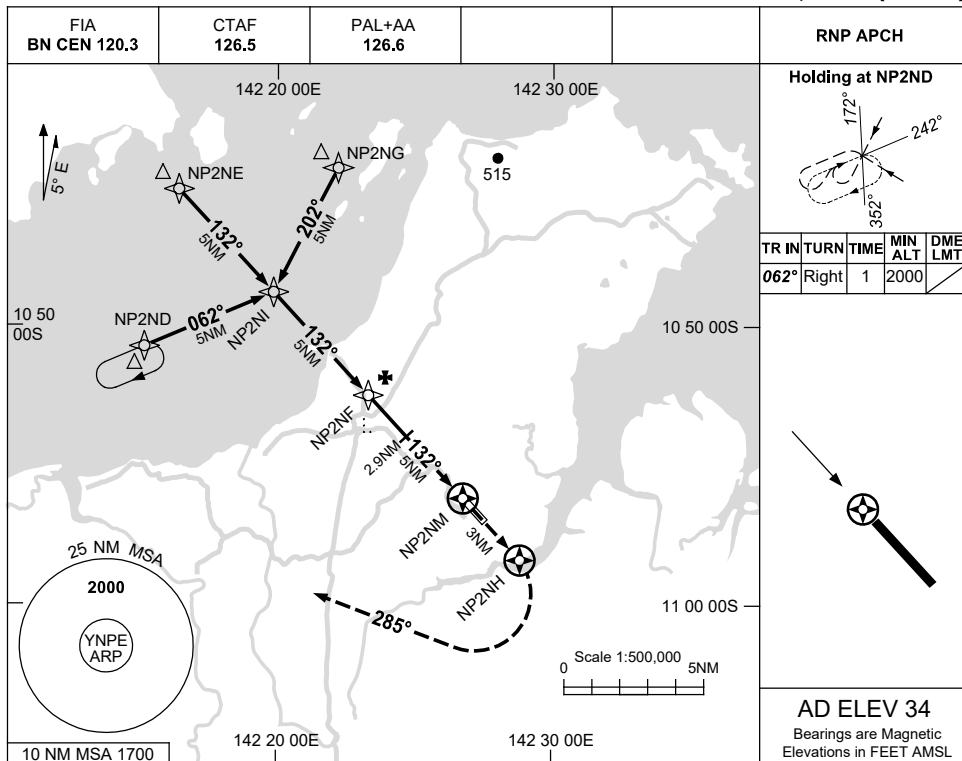 FIA
BN CEN 120.3
CTAF
126.5
PAL+AA
126.6
RNP APCH
142 20 00E
142 30 00E
5° E
NP2NE
NP2NG
515
132°
5NM
202°
5NM
10 50
00S
NP2ND
062°
5NM
NP2NI
132°
5NM
10 50 00S
NP2NF
2.9NM
132°
5NM
NP2NM
3NM
NP2NH
285°
11 00 00S
25 NM MSA
2000
YNPE
ARP
10 NM MSA 1700
Scale 1:500,000
0
5NM
142 20 00E
142 30 00E
Holding at NP2ND
172°
242°
352°
TR IN TURN TIME MIN ALT DME LMT
062° Right 1 2000
AD ELEV 34
Bearings are Magnetic
Elevations in FEET AMSL